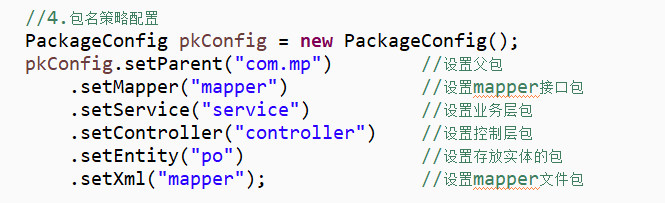 //4.包名策略配置
PackageConfig pkConfig = new PackageConfig();
pkConfig.setParent("com.mp") //设置父包
.setMapper("mapper") //设置mapper接口包
.setService("service") //设置业务层包
.setController("controller") //设置控制层包
.setEntity("po") //设置存放实体的包
.setXml("mapper"); //设置mapper文件包